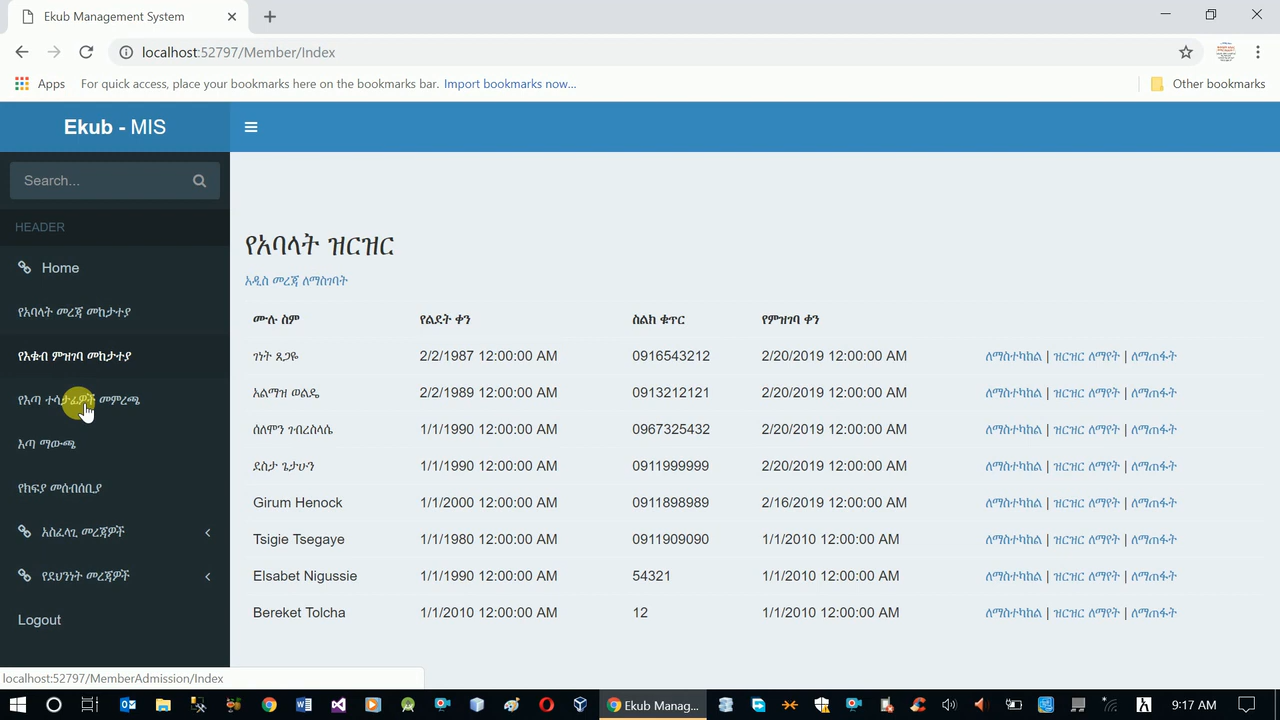 Ekub Management System
localhost:52797/Member/Index
Apps For quick access, place your bookmarks here on the bookmarks bar. Import bookmarks now... Other bookmarks
Ekub - MIS
Search...
HEADER
Home
የአባላት መረጃ መከታተያ
የእቁብ ምዝገባ መከታተያ
የእጣ ተሳታፊዎች መምረጫ
እጣ ማውጫ
የክፍያ መሰብሰቢያ
አስፈላጊ መረጃዎች
የደህንነት መረጃዎች
Logout
የአባላት ዝርዝር
አዲስ መረጃ ለማስገባት
ሙሉ ስም የልደት ቀን ስልክ ቁጥር የምዝገባ ቀን
ገነት ጸጋዬ 2/2/1987 12:00:00 AM 0916543212 2/20/2019 12:00:00 AM ለማስተካከል | ዝርዝር ለማየት | ለማጠፋት
አልማዝ ወልዴ 2/2/1989 12:00:00 AM 0913212121 2/20/2019 12:00:00 AM ለማስተካከል | ዝርዝር ለማየት | ለማጠፋት
ሰለሞን ገብረስላሴ 1/1/1990 12:00:00 AM 0967325432 2/20/2019 12:00:00 AM ለማስተካከል | ዝርዝር ለማየት | ለማጠፋት
ደስታ ጌታሁን 1/1/1990 12:00:00 AM 0911999999 2/20/2019 12:00:00 AM ለማስተካከል | ዝርዝር ለማየት | ለማጠፋት
Girum Henock 1/1/2000 12:00:00 AM 0911898989 2/16/2019 12:00:00 AM ለማስተካከል | ዝርዝር ለማየት | ለማጠፋት
Tsigie Tsegaye 1/1/1980 12:00:00 AM 0911909090 1/1/2010 12:00:00 AM ለማስተካከል | ዝርዝር ለማየት | ለማጠፋት
Elsabet Nigussie 1/1/1990 12:00:00 AM 54321 1/1/2010 12:00:00 AM ለማስተካከል | ዝርዝር ለማየት | ለማጠፋት
Bereket Tolcha 1/1/2010 12:00:00 AM 12 1/1/2010 12:00:00 AM ለማስተካከል | ዝርዝር ለማየት | ለማጠፋት
localhost:52797/MemberAdmission/Index
Ekub Manag... 9:17 AM